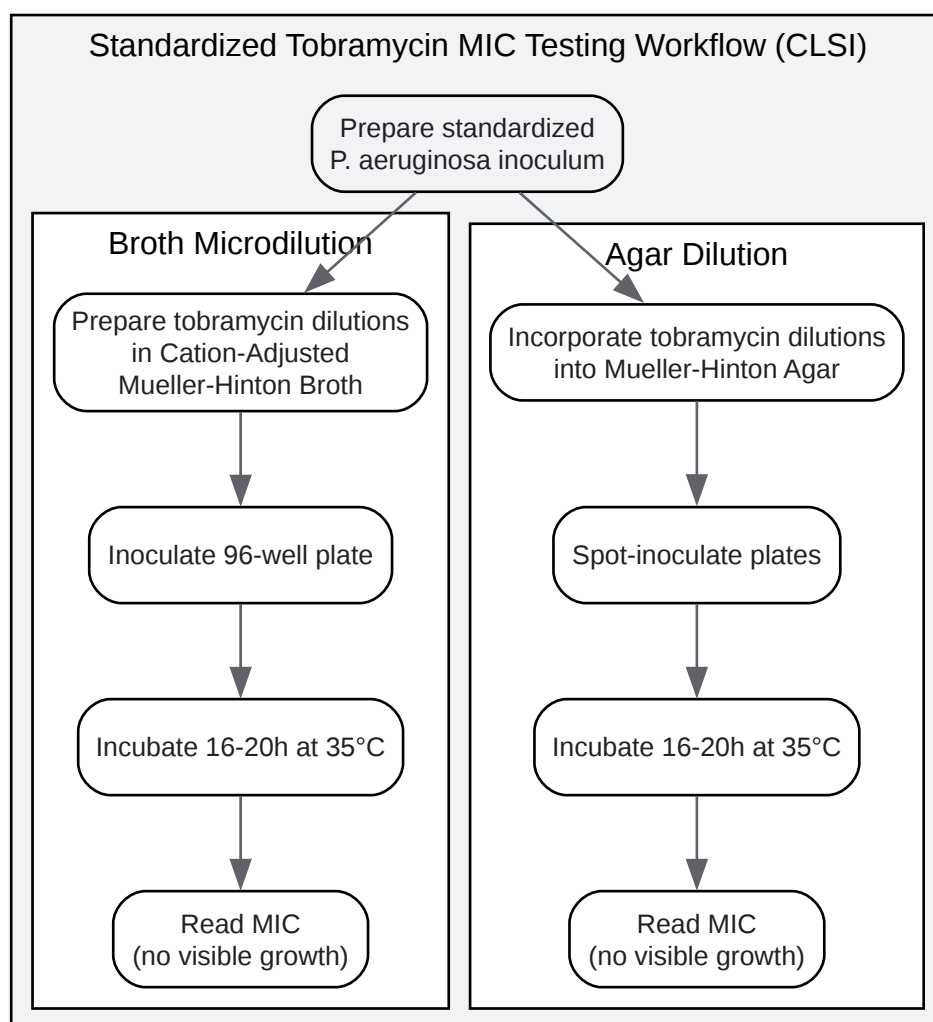 Standardized Tobramycin MIC Testing Workflow (CLSI)
Prepare standardized
P. aeruginosa inoculum
Broth Microdilution
Prepare tobramycin dilutions
in Cation-Adjusted
Mueller-Hinton Broth
Inoculate 96-well plate
Incubate 16-20h at 35°C
Read MIC
(no visible growth)
Agar Dilution
Incorporate tobramycin dilutions
into Mueller-Hinton Agar
Spot-inoculate plates
Incubate 16-20h at 35°C
Read MIC
(no visible growth)